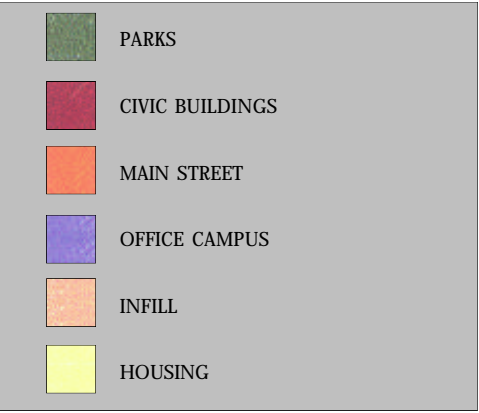 PARKS
CIVIC BUILDINGS
MAIN STREET
OFFICE CAMPUS
INFILL
HOUSING